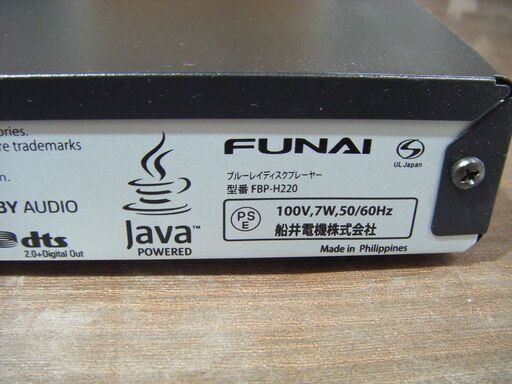 ories.
e trademarks
BY AUDIO
dts
2.0+Digital Out
Java™
POWERED
FUNAI
UL Japan
ブルーレイディスクプレーヤー
型番 FBP-H220
PS
E
100V,7W,50/60Hz
船井電機株式会社
Made in Philippines